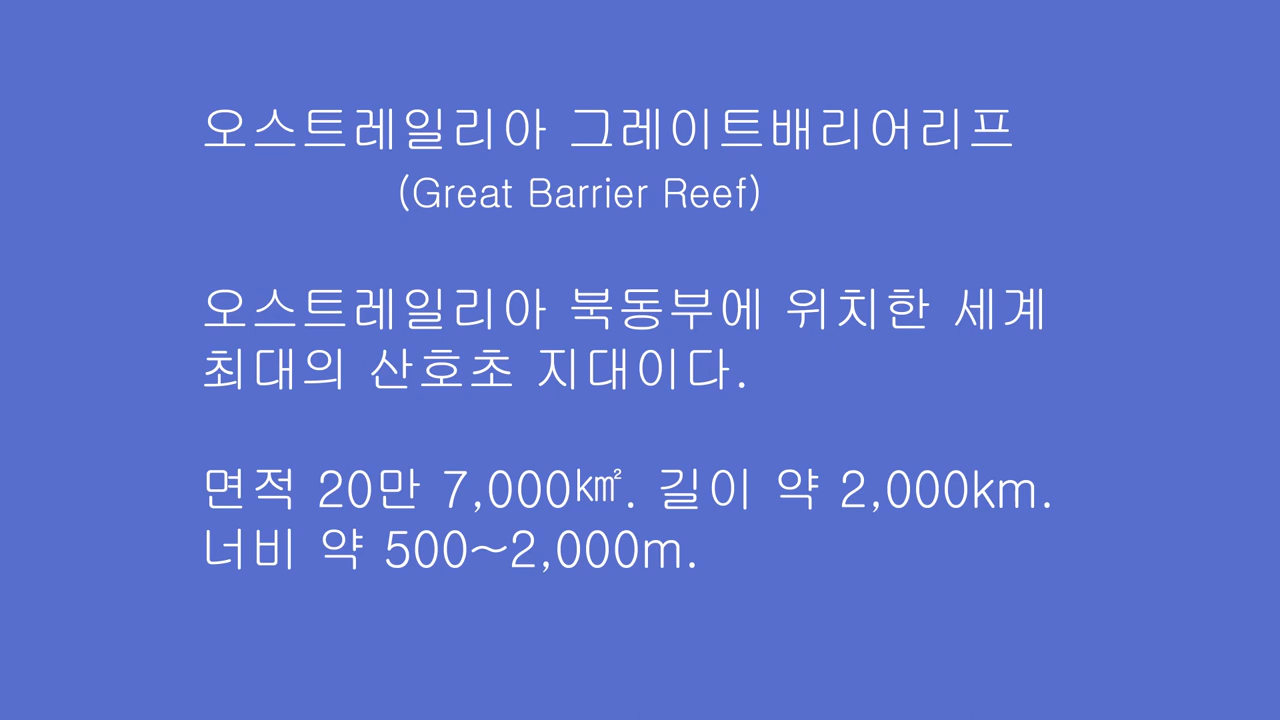 오스트레일리아 그레이트배리어리프
(Great Barrier Reef)
오스트레일리아 북동부에 위치한 세계
최대의 산호초 지대이다.
면적 20만 7,000㎢. 길이 약 2,000km.
너비 약 500~2,000m.